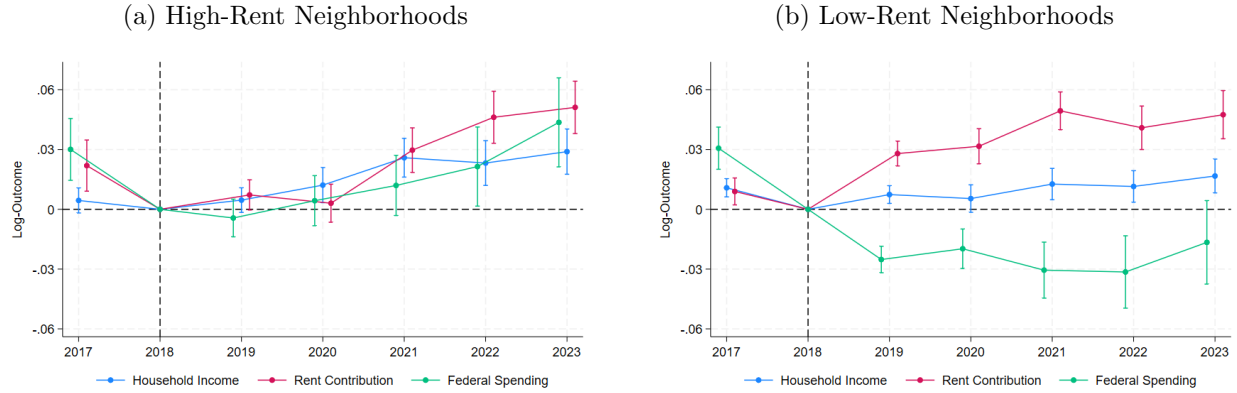 (a) High-Rent Neighborhoods
Log-Outcome
.06
.03
0
-.03
-.06
2017 2018 2019 2020 2021 2022 2023
Household Income Rent Contribution Federal Spending
(b) Low-Rent Neighborhoods
Log-Outcome
.06
.03
0
-.03
-.06
2017 2018 2019 2020 2021 2022 2023
Household Income Rent Contribution Federal Spending